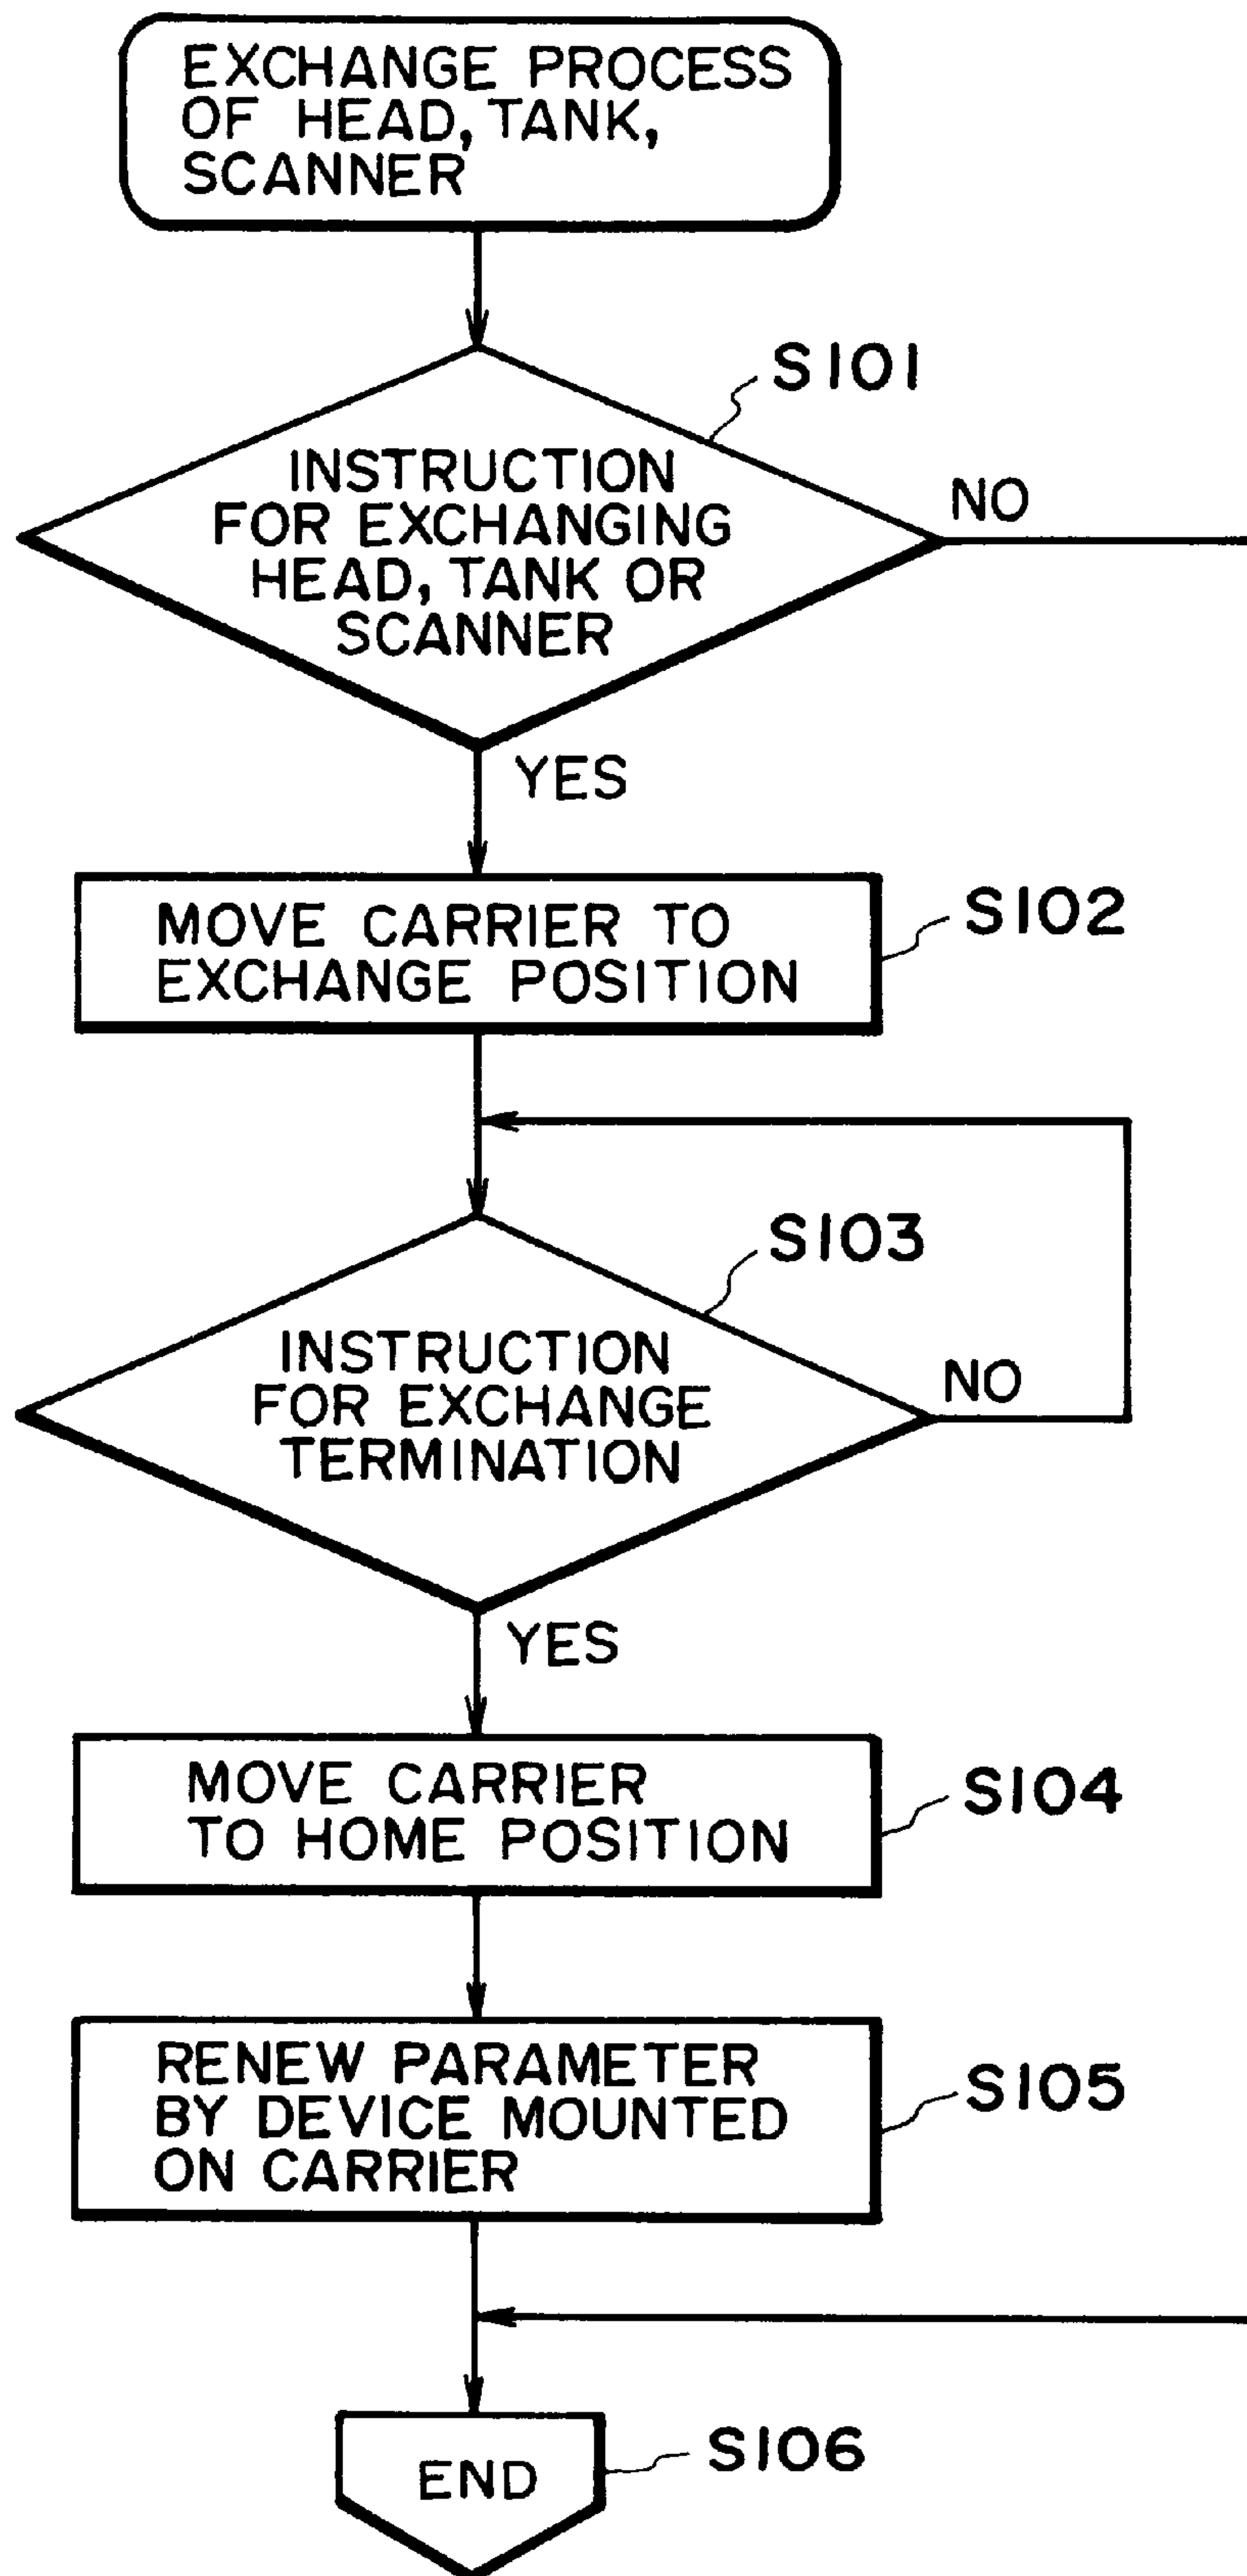 EXCHANGE PROCESS
OF HEAD, TANK,
SCANNER
S101
INSTRUCTION
FOR EXCHANGING
HEAD, TANK OR
SCANNER
NO
YES
MOVE CARRIER TO
EXCHANGE POSITION
S102
S103
INSTRUCTION
FOR EXCHANGE
TERMINATION
NO
YES
MOVE CARRIER
TO HOME POSITION
S104
RENEW PARAMETER
BY DEVICE MOUNTED
ON CARRIER
S105
END
S106